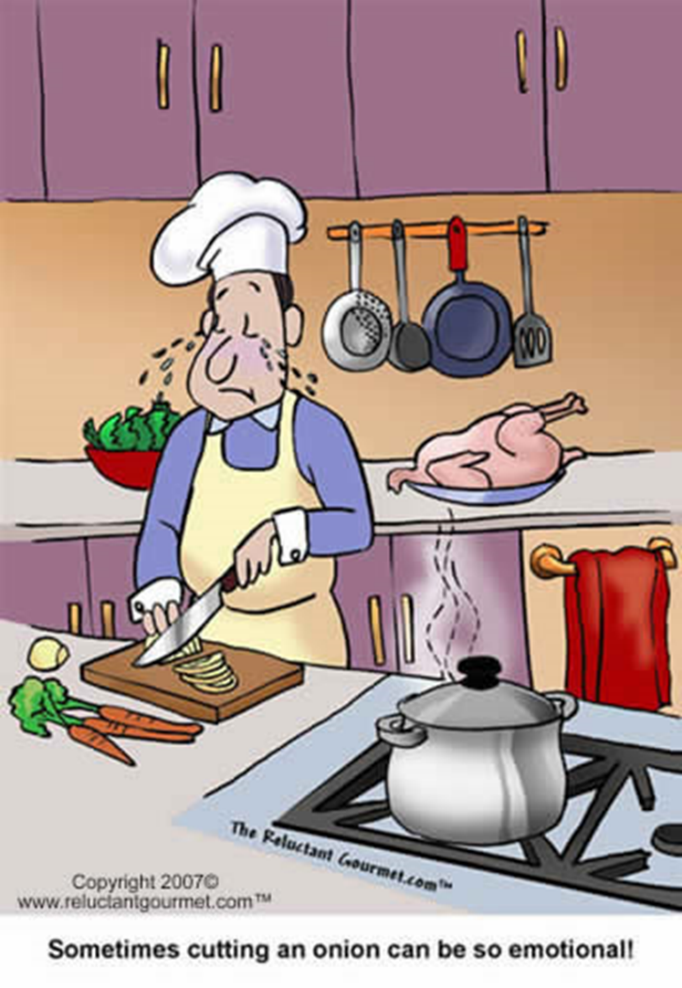 The Reluctant Gourmet.com™
Copyright 2007©
www.reluctantgourmet.com™
Sometimes cutting an onion can be so emotional!